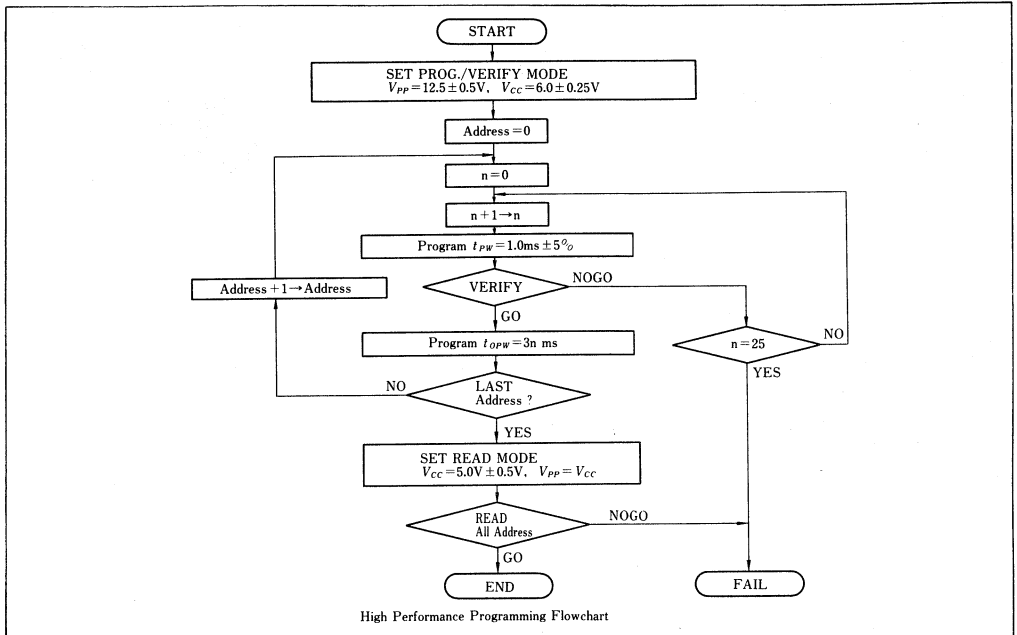 START
SET PROG./VERIFY MODE
VPP=12.5±0.5V, VCC=6.0±0.25V
Address=0
n=0
n+1→n
Program tPW=1.0ms±5%
VERIFY
NOGO
GO
Address+1→Address
Program tOPW=3n ms
n=25
NO
YES
LAST
Address ?
NO
YES
SET READ MODE
VCC=5.0V±0.5V, VPP=VCC
READ
All Address
NOGO
GO
END
FAIL
High Performance Programming Flowchart